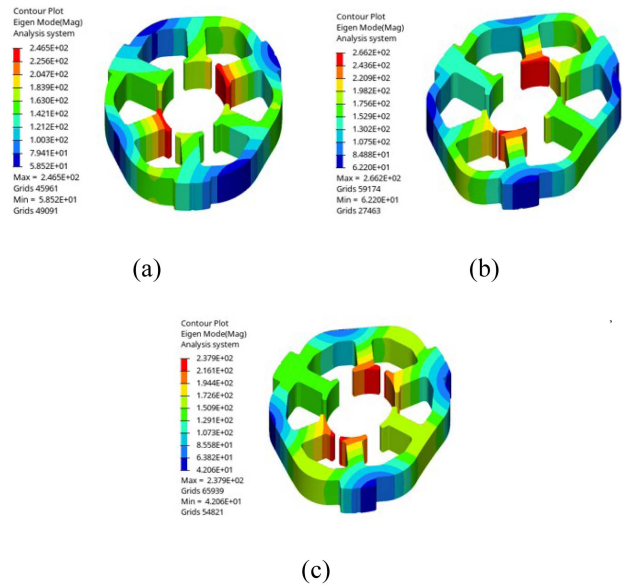 Contour Plot
Eigen Mode(Mag)
Analysis system
2.465E+02
2.256E+02
2.047E+02
1.839E+02
1.630E+02
1.421E+02
1.212E+02
1.003E+02
7.941E+01
5.852E+01
Max = 2.465E+02
Grids 45961
Min = 5.852E+01
Grids 49091
(a)
Contour Plot
Eigen Mode(Mag)
Analysis system
2.662E+02
2.436E+02
2.209E+02
1.982E+02
1.756E+02
1.529E+02
1.302E+02
1.075E+02
8.488E+01
6.220E+01
Max = 2.662E+02
Grids 59174
Min = 6.220E+01
Grids 27463
(b)
Contour Plot
Eigen Mode(Mag)
Analysis system
2.379E+02
2.161E+02
1.944E+02
1.726E+02
1.509E+02
1.291E+02
1.073E+02
8.558E+01
6.382E+01
4.206E+01
Max = 2.379E+02
Grids 65939
Min = 4.206E+01
Grids 54821
(c)